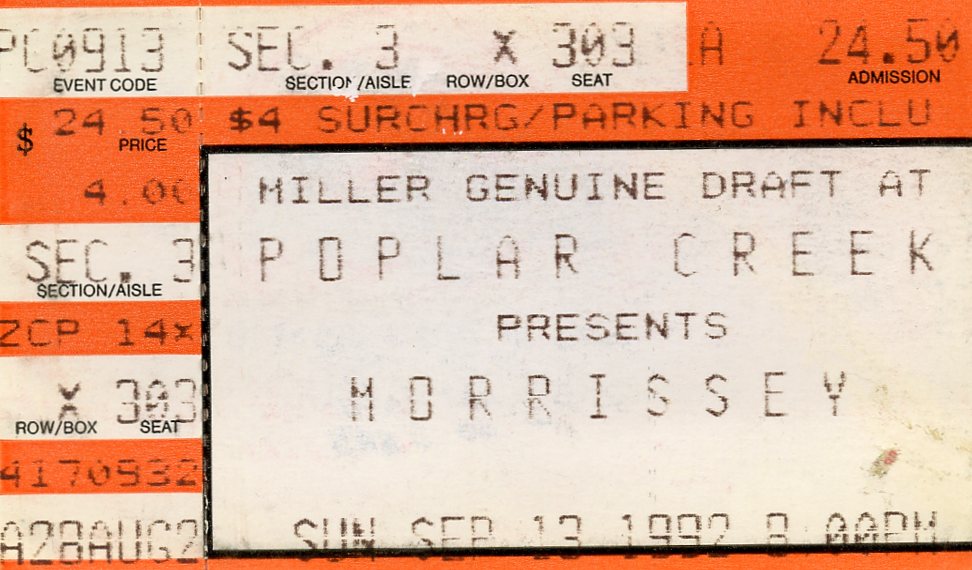 PC0913 SEC. 3 X 303 A 24.50
EVENT CODE SECTION/AISLE ROW/BOX SEAT ADMISSION
$ 24.50 $4 SURCHRG/PARKING INCLU
PRICE
4.00
MILLER GENUINE DRAFT AT
SEC. 3 POPLAR CREEK
SECTION/AISLE
ZCP 14x PRESENTS
X 303 MORRISSEY
ROW/BOX SEAT
4170932
A28AUG2 SUN SEP 13 1992 8:00PM